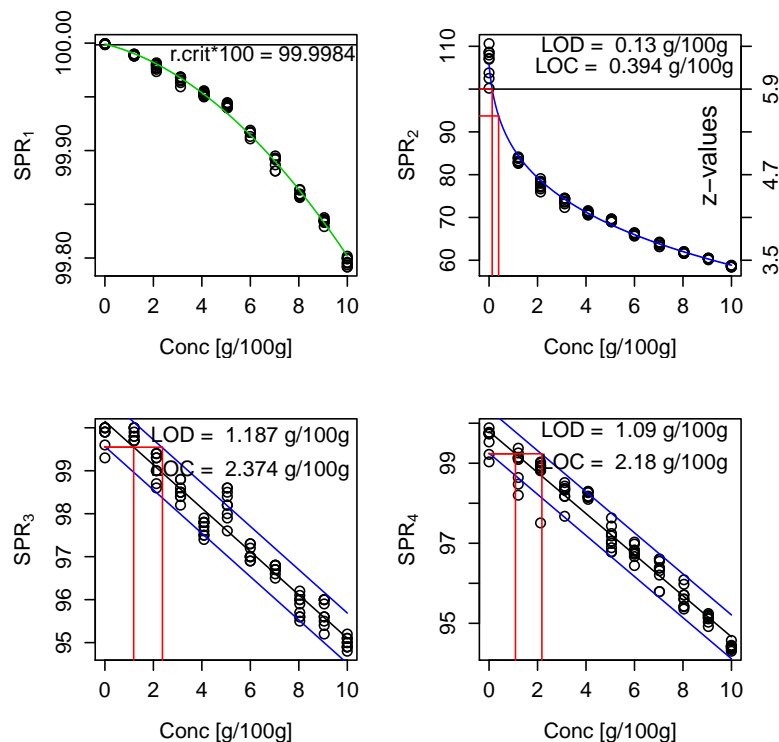 r.crit*100 = 99.9984
99.80 99.90 100.00
SPR1
0 2 4 6 8 10
Conc [g/100g]
LOD = 0.13 g/100g
LOC = 0.394 g/100g
60 70 80 90 110
SPR2
z−values
3.5 4.7 5.9
0 2 4 6 8 10
Conc [g/100g]
LOD = 1.187 g/100g
LOC = 2.374 g/100g
95 96 97 98 99
SPR3
0 2 4 6 8 10
Conc [g/100g]
LOD = 1.09 g/100g
LOC = 2.18 g/100g
95 97 99
SPR4
0 2 4 6 8 10
Conc [g/100g]